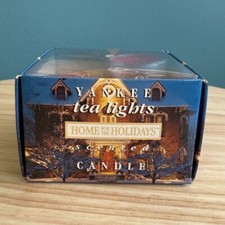 YANKEE
tea lights
HOME FOR THE HOLIDAYS
scented
CANDLE